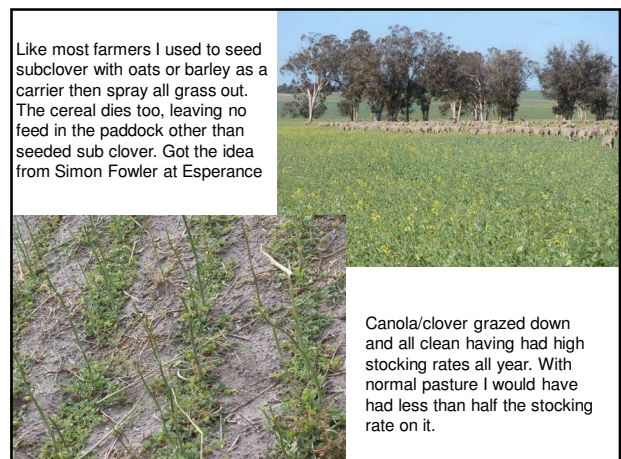 Like most farmers I used to seed
subclover with oats or barley as a
carrier then spray all grass out.
The cereal dies too, leaving no
feed in the paddock other than
seeded sub clover. Got the idea
from Simon Fowler at Esperance
Canola/clover grazed down
and all clean having had high
stocking rates all year. With
normal pasture I would have
had less than half the stocking
rate on it.